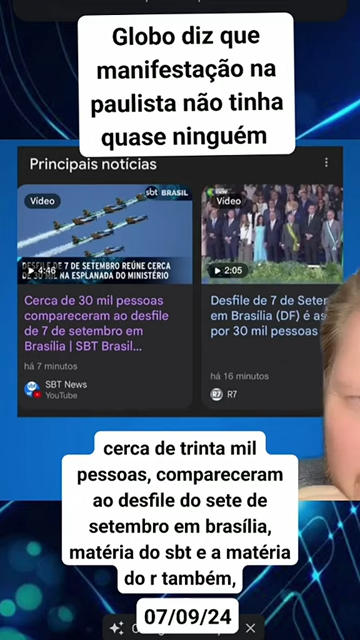 Globo diz que
manifestação na
paulista não tinha
quase ninguém
Principais notícias
Vídeo
sbt BRASIL
DESFILE DE 7 DE SETEMBRO REÚNE CERCA
DE 30 MIL NA ESPLANADA DO MINISTÉRIO
4:46
Cerca de 30 mil pessoas
compareceram ao desfile
de 7 de setembro em
Brasília | SBT Brasil...
há 7 minutos
SBT News
YouTube
Vídeo
2:05
Desfile de 7 de Seter
em Brasília (DF) é as
por 30 mil pessoas
há 16 minutos
R7
R7
cerca de trinta mil
pessoas, compareceram
ao desfile do sete de
setembro em brasília,
matéria do sbt e a matéria
do r também,
07/09/24